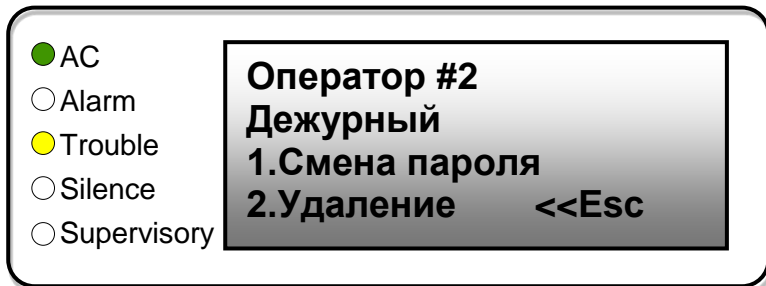 AC
Alarm
Trouble
Silence
Supervisory
Оператор #2
Дежурный
1.Смена пароля
2.Удаление <<Esc